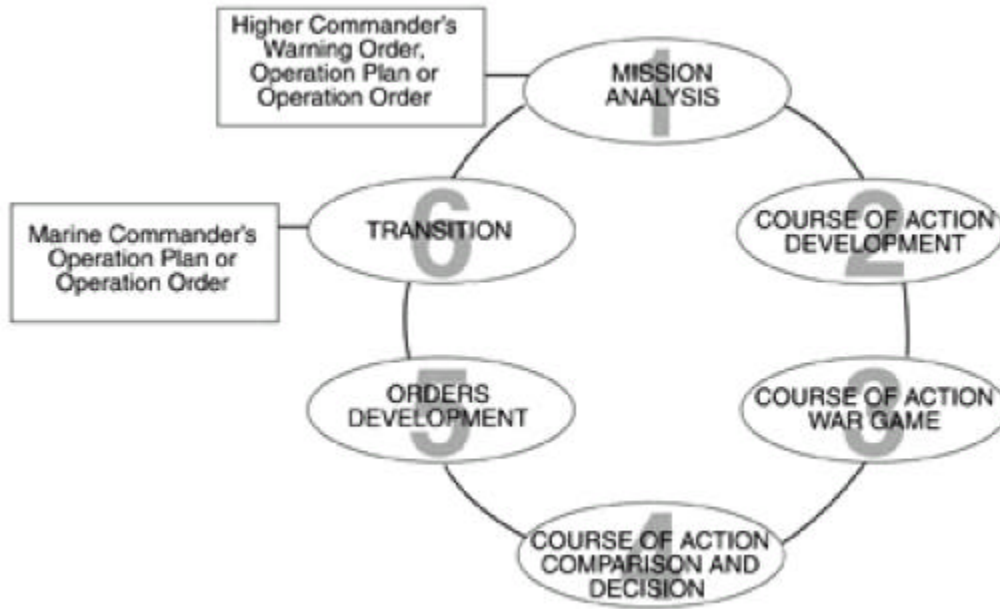 Higher Commander's
Warning Order,
Operation Plan or
Operation Order
1
MISSION
ANALYSIS
2
COURSE OF ACTION
DEVELOPMENT
3
COURSE OF ACTION
WAR GAME
4
COURSE OF ACTION
COMPARISON AND
DECISION
5
ORDERS
DEVELOPMENT
6
TRANSITION
Marine Commander's
Operation Plan or
Operation Order